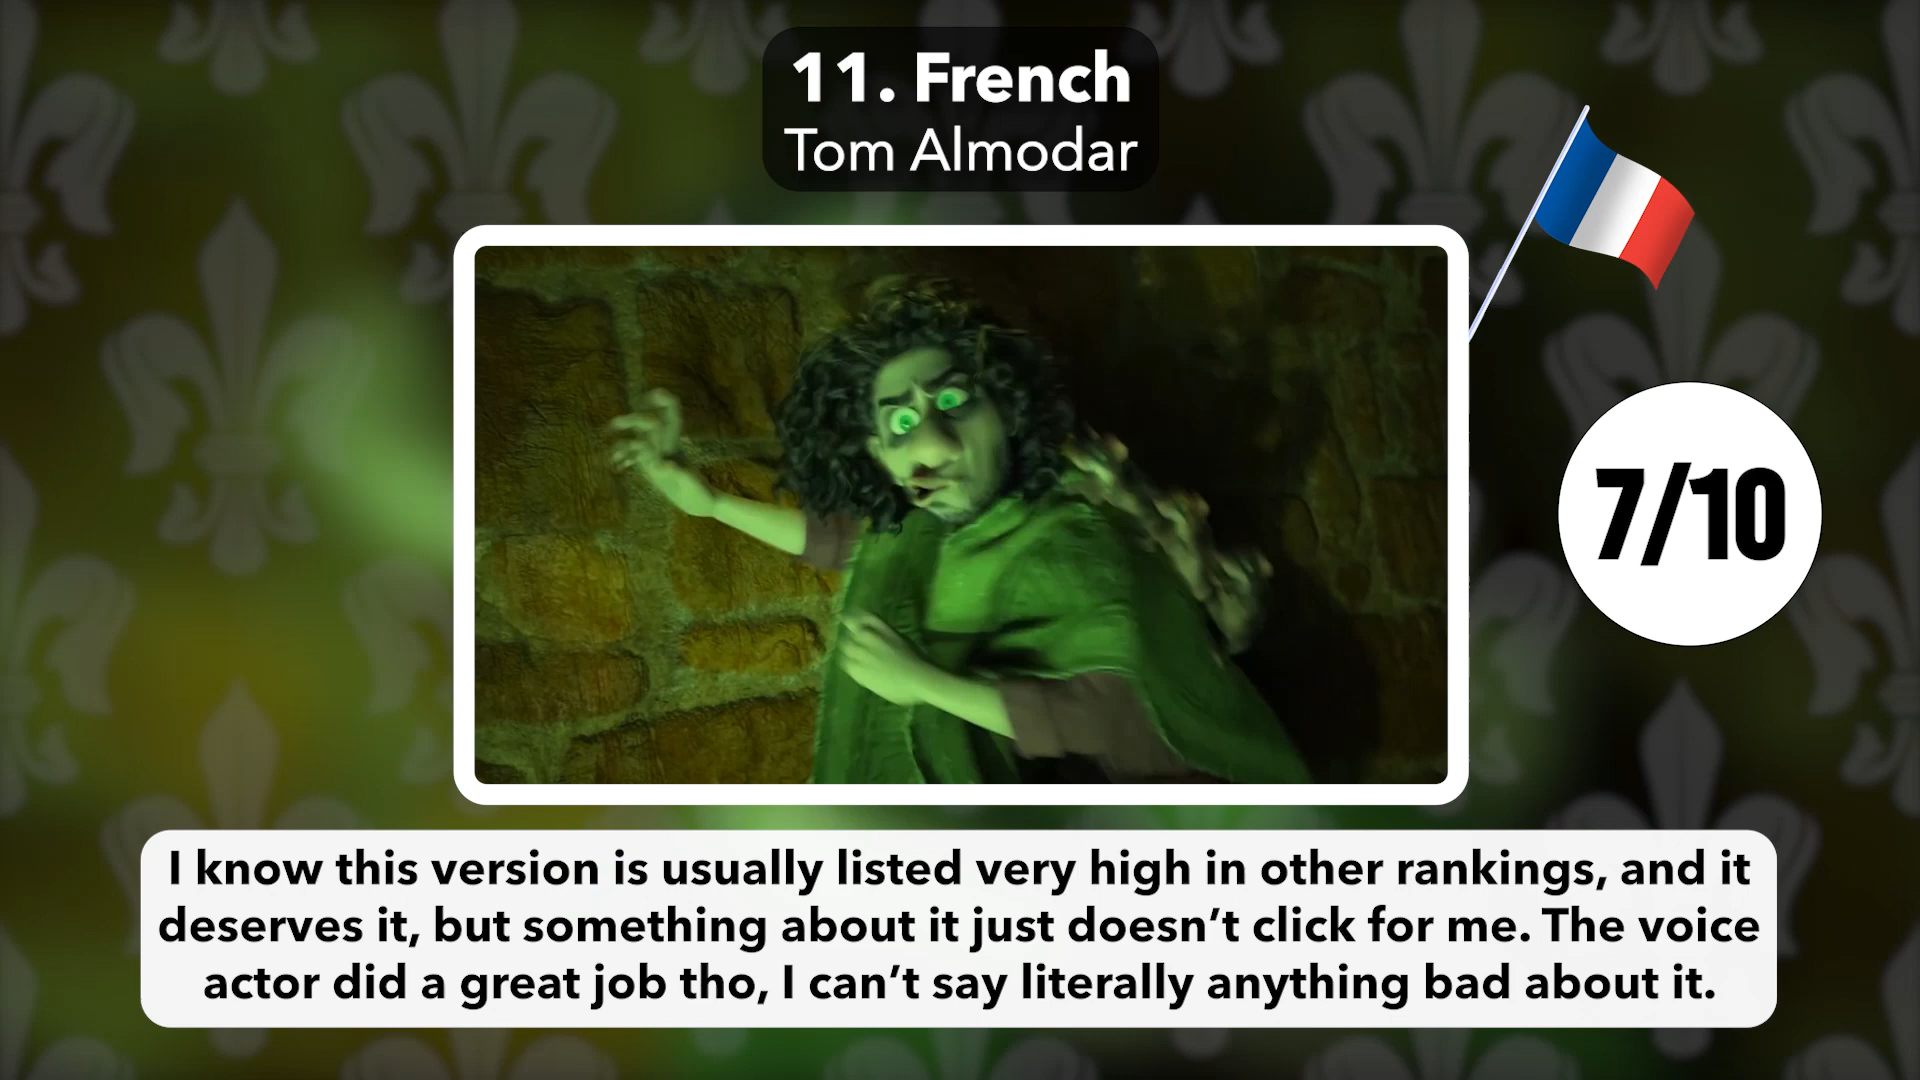 11. French
Tom Almodar
7/10
I know this version is usually listed very high in other rankings, and it
deserves it, but something about it just doesn’t click for me. The voice
actor did a great job tho, I can’t say literally anything bad about it.